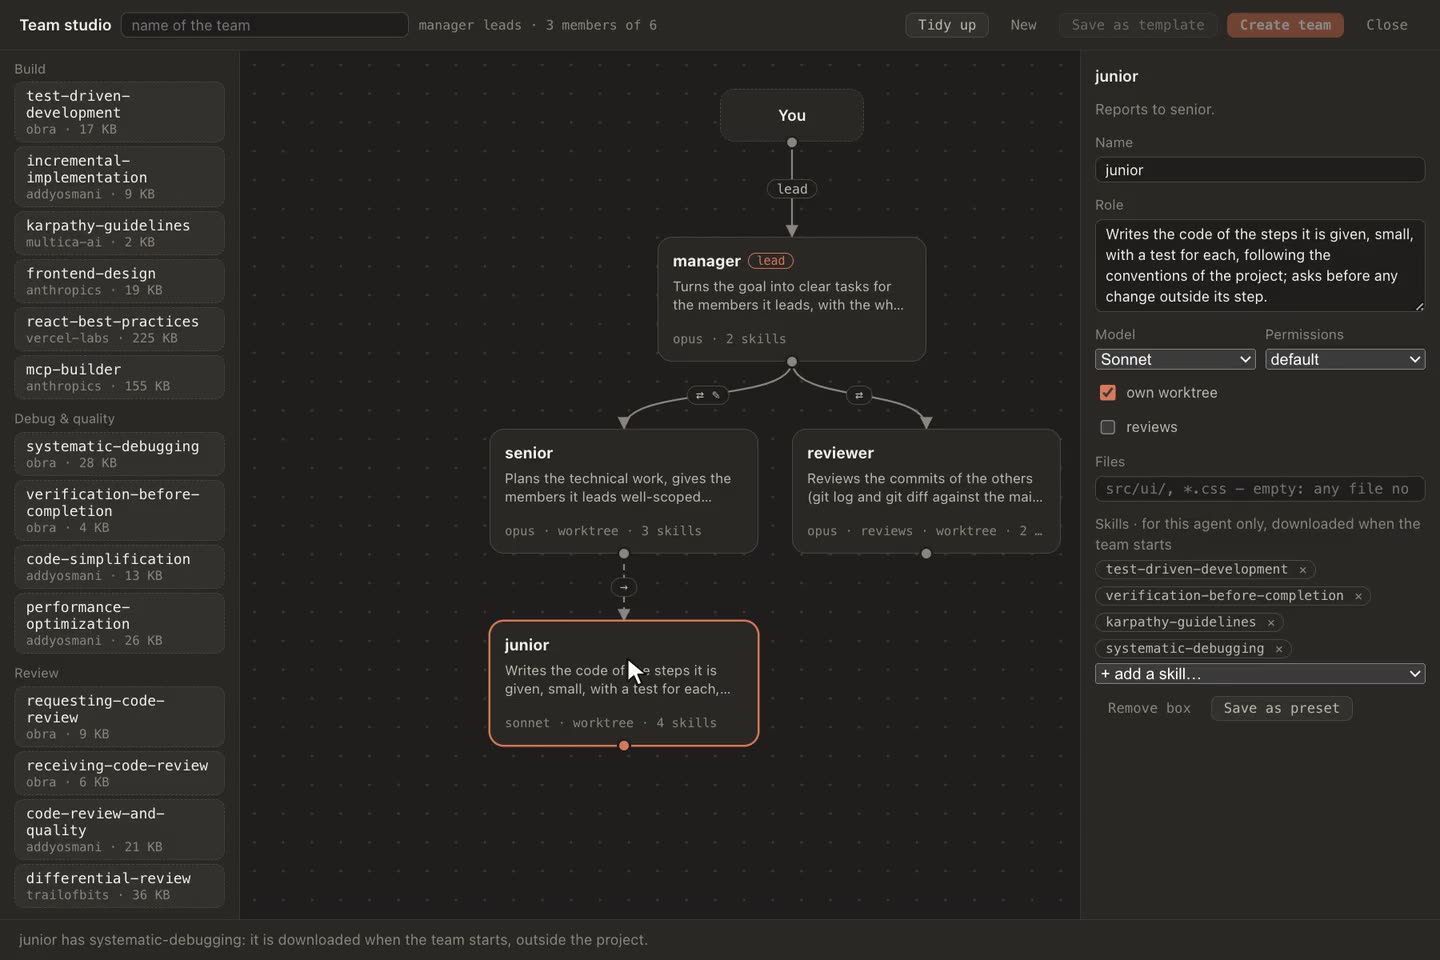 Team studio
name of the team
manager leads · 3 members of 6
Tidy up
New
Save as template
Create team
Close
Build
test-driven-
development
obra · 17 KB
incremental-
implementation
addyosmani · 9 KB
karpathy-guidelines
multica-ai · 2 KB
frontend-design
anthropics · 19 KB
react-best-practices
vercel-labs · 225 KB
mcp-builder
anthropics · 155 KB
Debug & quality
systematic-debugging
obra · 28 KB
verification-before-
completion
obra · 4 KB
code-simplification
addyosmani · 13 KB
performance-
optimization
addyosmani · 26 KB
Review
requesting-code-
review
obra · 9 KB
receiving-code-review
obra · 6 KB
code-review-and-
quality
addyosmani · 21 KB
differential-review
trailofbits · 36 KB
You
lead
manager lead
Turns the goal into clear tasks for
the members it leads, with the wh…
opus · 2 skills
⇄ ✎
⇄
senior
Plans the technical work, gives the
members it leads well-scoped…
opus · worktree · 3 skills
reviewer
Reviews the commits of the others
(git log and git diff against the mai…
opus · reviews · worktree · 2 …
→
junior
Writes the code of steps it is
given, small, with a test for each,…
sonnet · worktree · 4 skills
junior
Reports to senior.
Name
junior
Role
Writes the code of the steps it is given, small,
with a test for each, following the
conventions of the project; asks before any
change outside its step.
Model
Permissions
Sonnet
default
own worktree
reviews
Files
src/ui/, *.css — empty: any file no
Skills · for this agent only, downloaded when the
team starts
test-driven-development ×
verification-before-completion ×
karpathy-guidelines ×
systematic-debugging ×
+ add a skill…
Remove box
Save as preset
junior has systematic-debugging: it is downloaded when the team starts, outside the project.